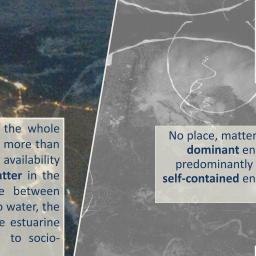 the whole
more than
availability
tter in the
between
water, the
e estuarine
to socio-
No place, matter
dominant en
predominantly
self-contained en